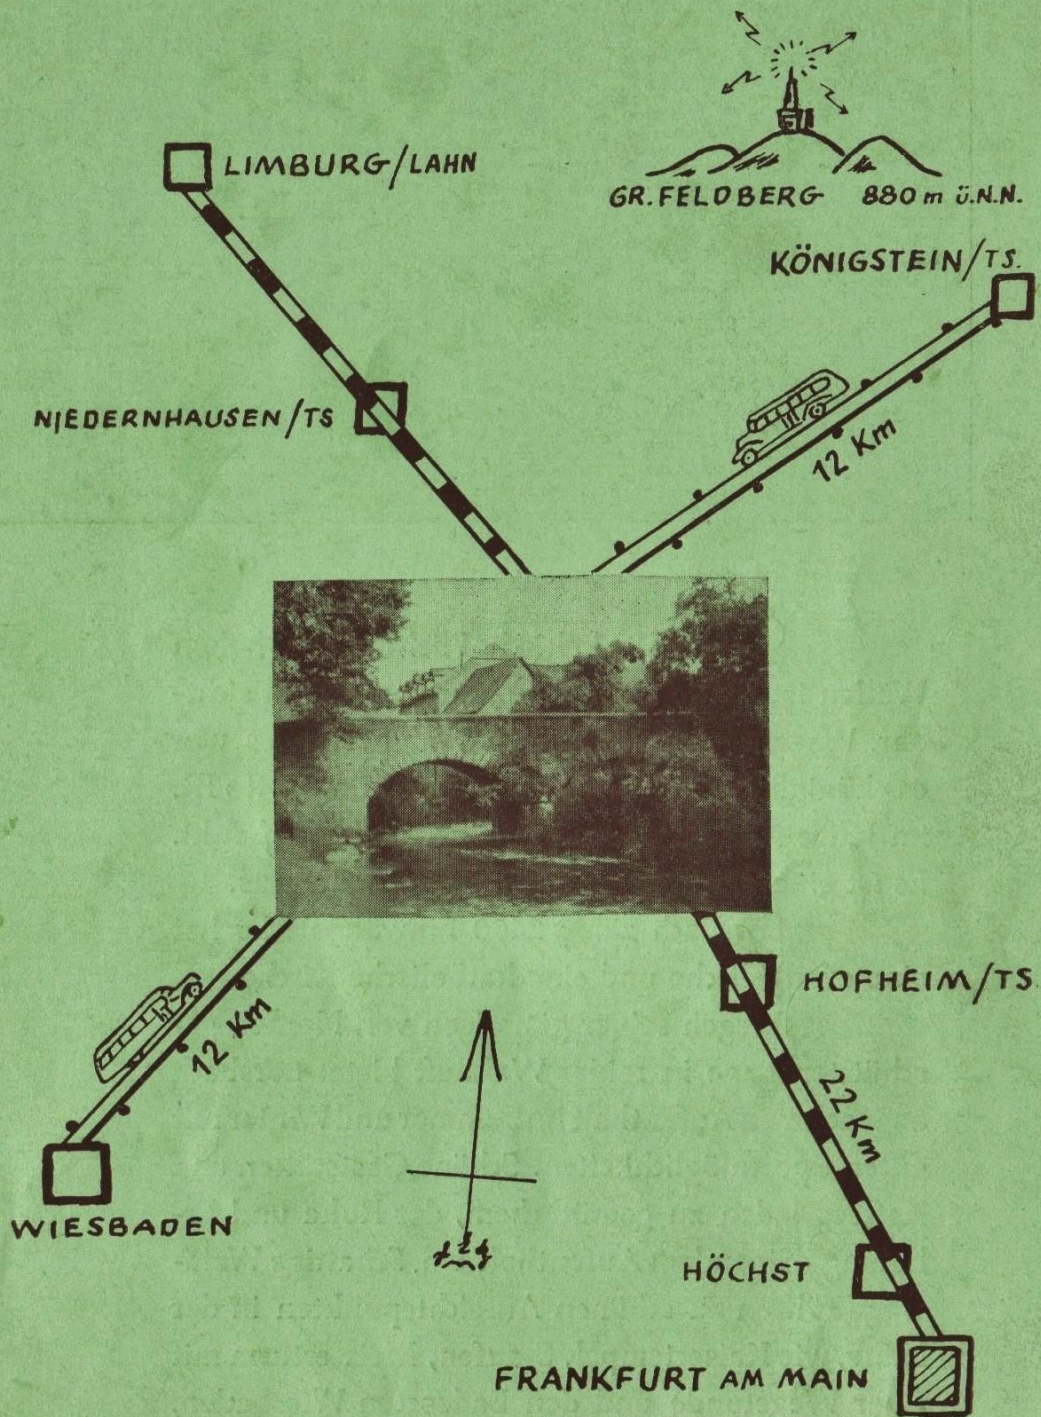 LIMBURG/LAHN
GR. FELDBERG 880 m ü.N.N.
KÖNIGSTEIN/TS.
NIEDERNHAUSEN/TS
12 Km
12 Km
HOFHEIM/TS.
22 Km
WIESBADEN
HÖCHST
FRANKFURT AM MAIN